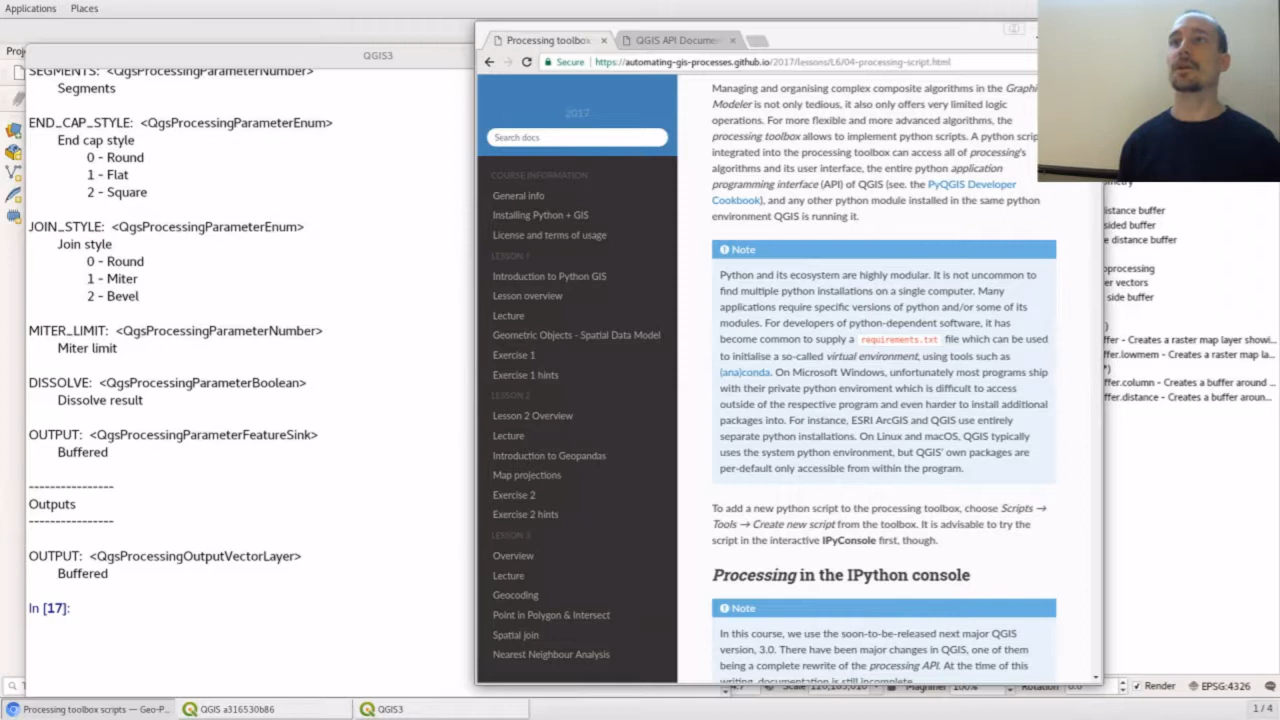 Applications Places
QGIS3
SEGMENTS: <QgsProcessingParameterNumber>
Segments
END_CAP_STYLE: <QgsProcessingParameterEnum>
End cap style
0 - Round
1 - Flat
2 - Square
JOIN_STYLE: <QgsProcessingParameterEnum>
Join style
0 - Round
1 - Miter
2 - Bevel
MITER_LIMIT: <QgsProcessingParameterNumber>
Miter limit
DISSOLVE: <QgsProcessingParameterBoolean>
Dissolve result
OUTPUT: <QgsProcessingParameterFeatureSink>
Buffered
----------------
Outputs
----------------
OUTPUT: <QgsProcessingOutputVectorLayer>
Buffered
In [17]:
Processing toolbo
QGIS API Docume
Secure https://automating-gis-processes.github.io/2017/lessons/L6/04-processing-script.html
2017
Search docs
COURSE INFORMATION
General info
Installing Python + GIS
License and terms of usage
LESSON 1
Introduction to Python GIS
Lesson overview
Lecture
Geometric Objects - Spatial Data Model
Exercise 1
Exercise 1 hints
LESSON 2
Lesson 2 Overview
Lecture
Introduction to Geopandas
Map projections
Exercise 2
Exercise 2 hints
LESSON 3
Overview
Lecture
Geocoding
Point in Polygon & Intersect
Spatial join
Nearest Neighbour Analysis
Managing and organising complex composite algorithms in the Graphi
Modeler is not only tedious, it also only offers very limited logic
operations. For more flexible and more advanced algorithms, the
processing toolbox allows to implement python scripts. A python scrip
integrated into the processing toolbox can access all of processing's
algorithms and its user interface, the entire python application
programming interface (API) of QGIS (see. the PyQGIS Developer
Cookbook), and any other python module installed in the same python
environment QGIS is running it.
Note
Python and its ecosystem are highly modular. It is not uncommon to
find multiple python installations on a single computer. Many
applications require specific versions of python and/or some of its
modules. For developers of python-dependent software, it has
become common to supply a requirements.txt file which can be used
to initialise a so-called virtual environment, using tools such as
(ana)conda. On Microsoft Windows, unfortunately most programs ship
with their private python enviroment which is difficult to access
outside of the respective program and even harder to install additional
packages into. For instance, ESRI ArcGIS and QGIS use entirely
separate python installations. On Linux and macOS, QGIS typically
uses the system python environment, but QGIS' own packages are
per-default only accessible from within the program.
To add a new python script to the processing toolbox, choose Scripts →
Tools → Create new script from the toolbox. It is advisable to try the
script in the interactive IPyConsole first, though.
Processing in the IPython console
Note
In this course, we use the soon-to-be-released next major QGIS
version, 3.0. There have been major changes in QGIS, one of them
being a complete rewrite of the processing API. At the time of this
writing, documentation is still incomplete
istance buffer
sided buffer
e distance buffer
processing
er vectors
side buffer
ffer - Creates a raster map layer showi...
ffer.lowmem - Creates a raster map la...
ffer.column - Creates a buffer around ...
ffer.distance - Creates a buffer aroun...
Magnifier 100% Rotation 0.0 Render EPSG:4326
Processing toolbox scripts — Geo-P...
QGIS a316530b86
QGIS3
1 / 4